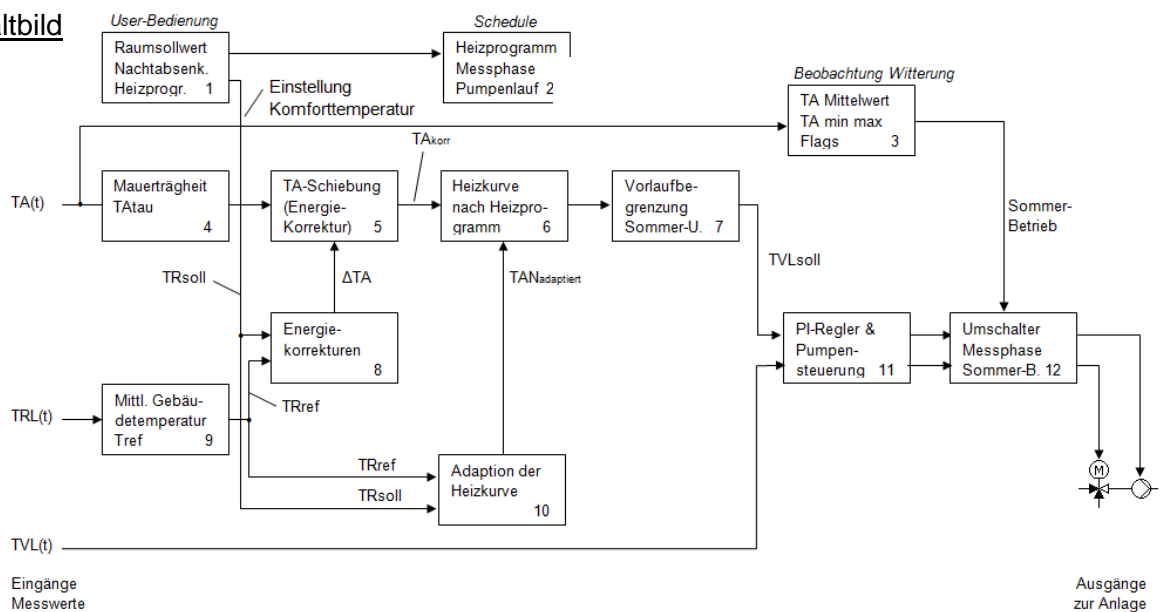 ltbild
User-Bedienung
Schedule
Raumsollwert
Nachtabsenk.
Heizprogr. 1
Heizprogramm
Messphase
Pumpenlauf 2
Einstellung
Komforttemperatur
Beobachtung Witterung
TA Mittelwert
TA min max
Flags 3
TAkorr
TA(t)
Mauerträgheit
TAtau
4
TA-Schiebung
(Energie-
Korrektur) 5
Heizkurve
nach Heizpro-
gramm 6
Vorlaufbe-
grenzung
Sommer-U. 7
Sommer-
Betrieb
TRsoll
ΔTA
TANadaptiert
TVLsoll
Energie-
korrekturen
8
PI-Regler &
Pumpen-
steuerung 11
Umschalter
Messphase
Sommer-B. 12
TRL(t)
Mittl. Gebäu-
detemperatur
Tref 9
TRref
TRref
TRsoll
Adaption der
Heizkurve
10
M
TVL(t)
Eingänge
Messwerte
Ausgänge
zur Anlage